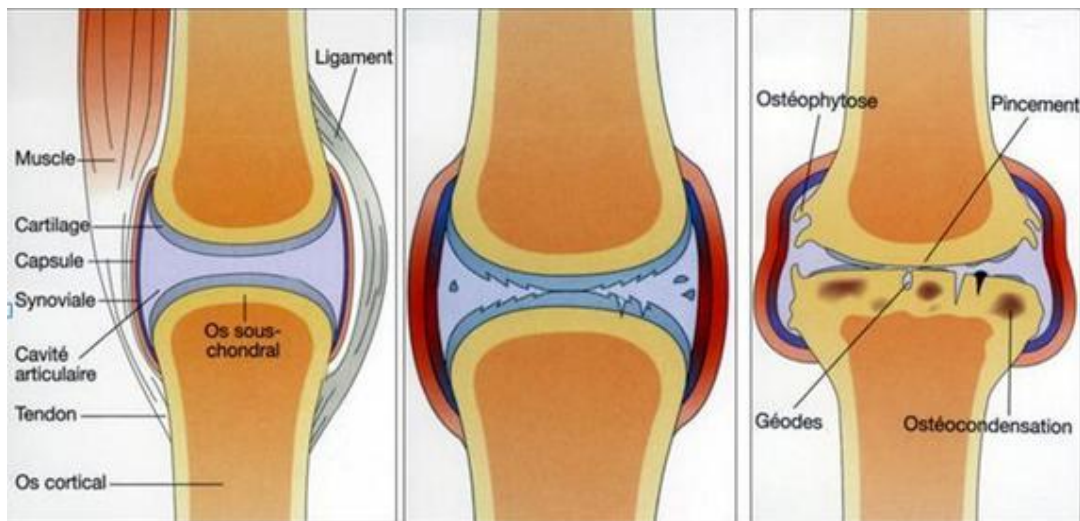 Ligament
Muscle
Cartilage
Capsule
Synoviale
Os sous-
chondral
Cavité
articulaire
Tendon
Os cortical
Ostéophytose
Pincement
Géodes
Ostéocondensation